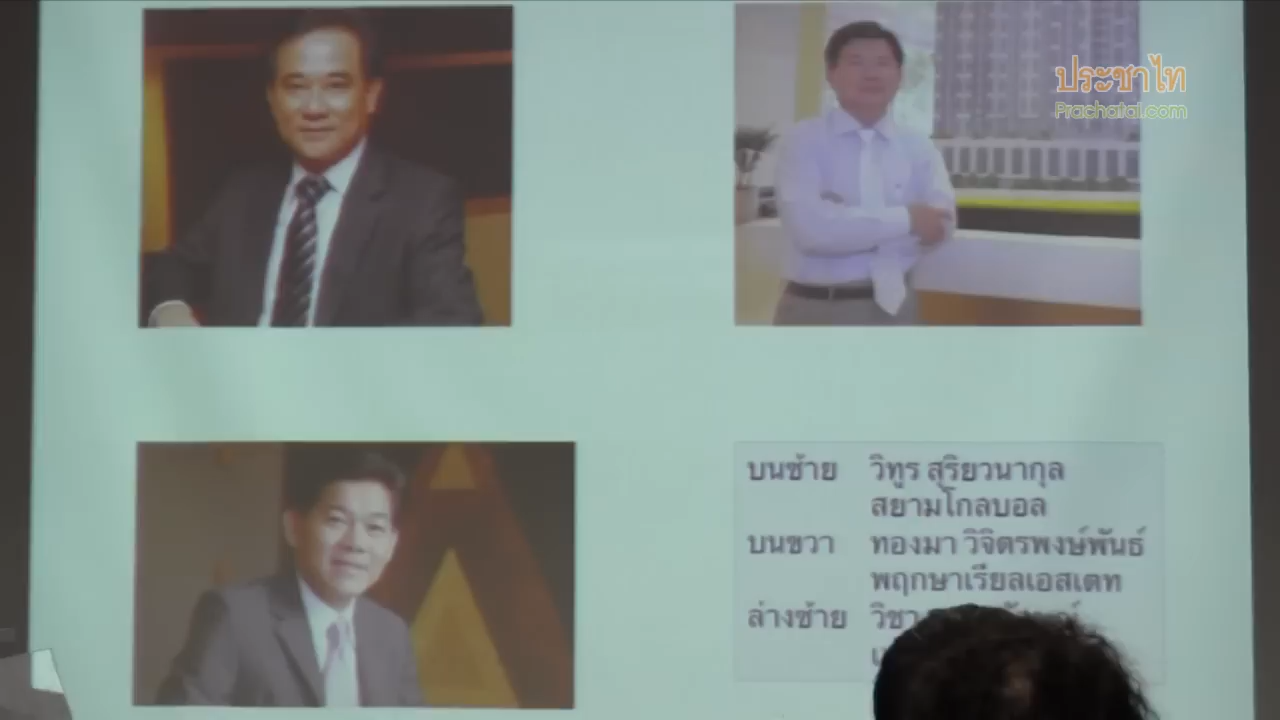 ประชาไท
Prachatai.com
บนซ้าย วิทูร สุริยวนากุล
สยามโกลบอล
บนขวา ทองมา วิจิตรพงษ์พันธ์
พฤกษาเรียลเอสเตท
ล่างซ้าย วิชา